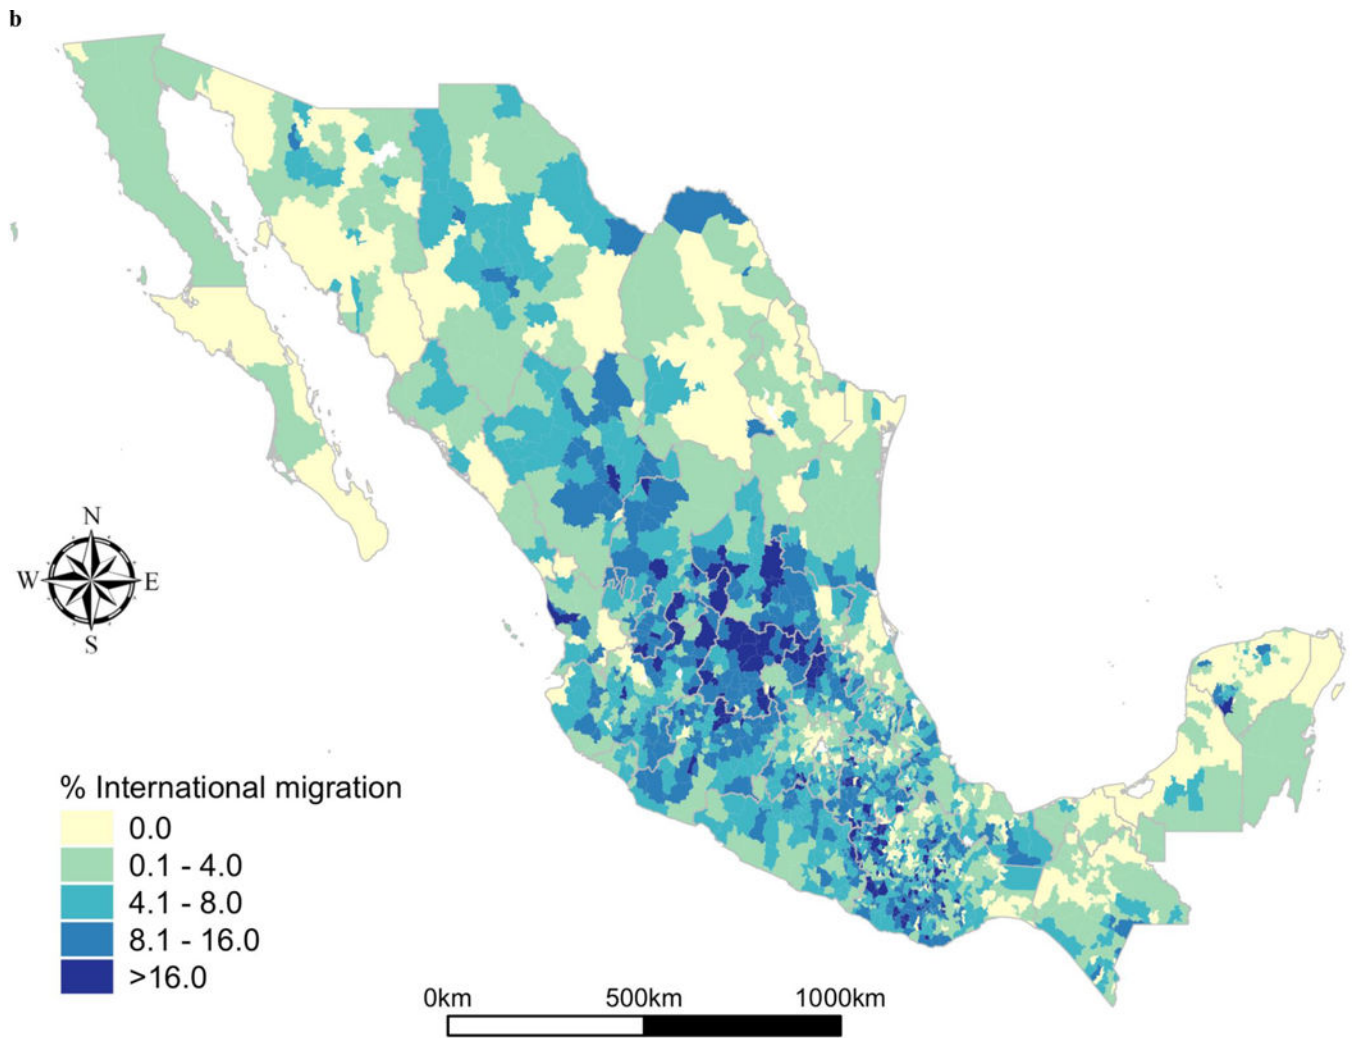 b
N
W E
S
% International migration
0.0
0.1 - 4.0
4.1 - 8.0
8.1 - 16.0
>16.0
0km 500km 1000km